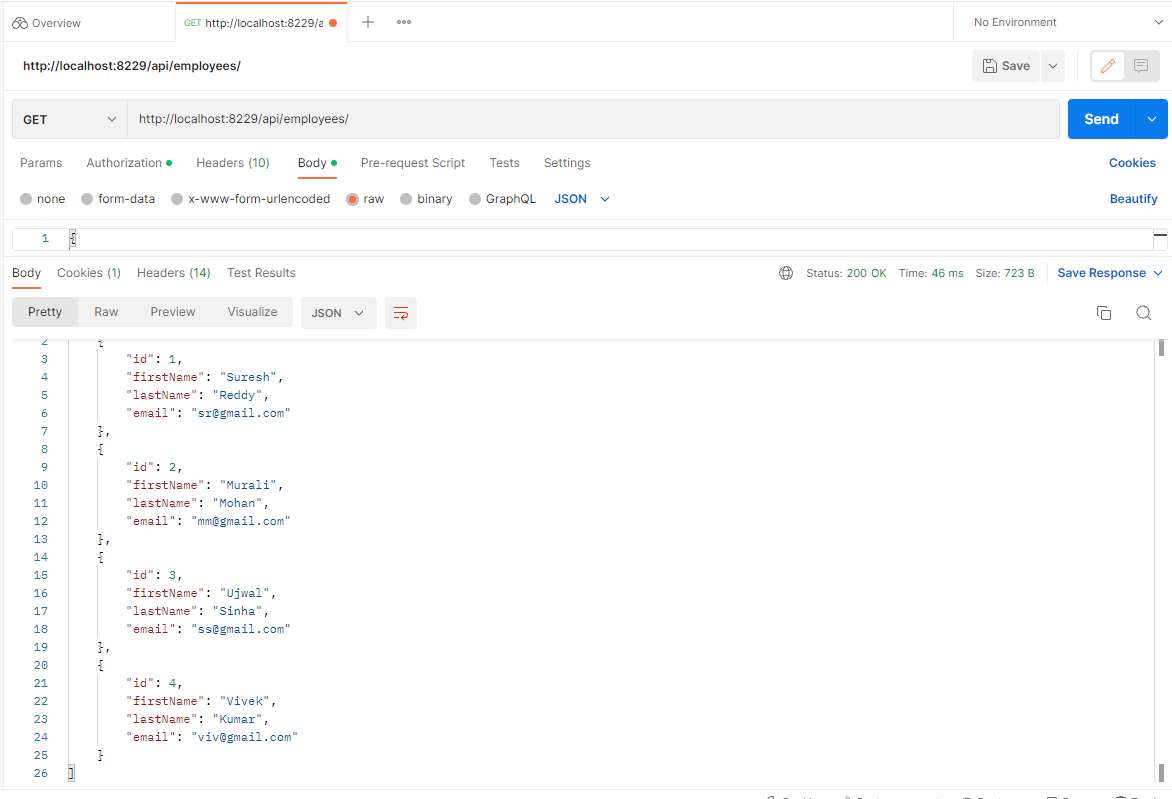 Overview
GET http://localhost:8229/a
No Environment
http://localhost:8229/api/employees/
Save
GET
http://localhost:8229/api/employees/
Send
Params Authorization Headers (10) Body Pre-request Script Tests Settings Cookies
none form-data x-www-form-urlencoded raw binary GraphQL JSON Beautify
1 {
Body Cookies (1) Headers (14) Test Results Status: 200 OK Time: 46 ms Size: 723 B Save Response
Pretty Raw Preview Visualize JSON
2 {
3 "id": 1,
4 "firstName": "Suresh",
5 "lastName": "Reddy",
6 "email": "sr@gmail.com"
7 },
8 {
9 "id": 2,
10 "firstName": "Murali",
11 "lastName": "Mohan",
12 "email": "mm@gmail.com"
13 },
14 {
15 "id": 3,
16 "firstName": "Ujwal",
17 "lastName": "Sinha",
18 "email": "ss@gmail.com"
19 },
20 {
21 "id": 4,
22 "firstName": "Vivek",
23 "lastName": "Kumar",
24 "email": "viv@gmail.com"
25 }
26 ]